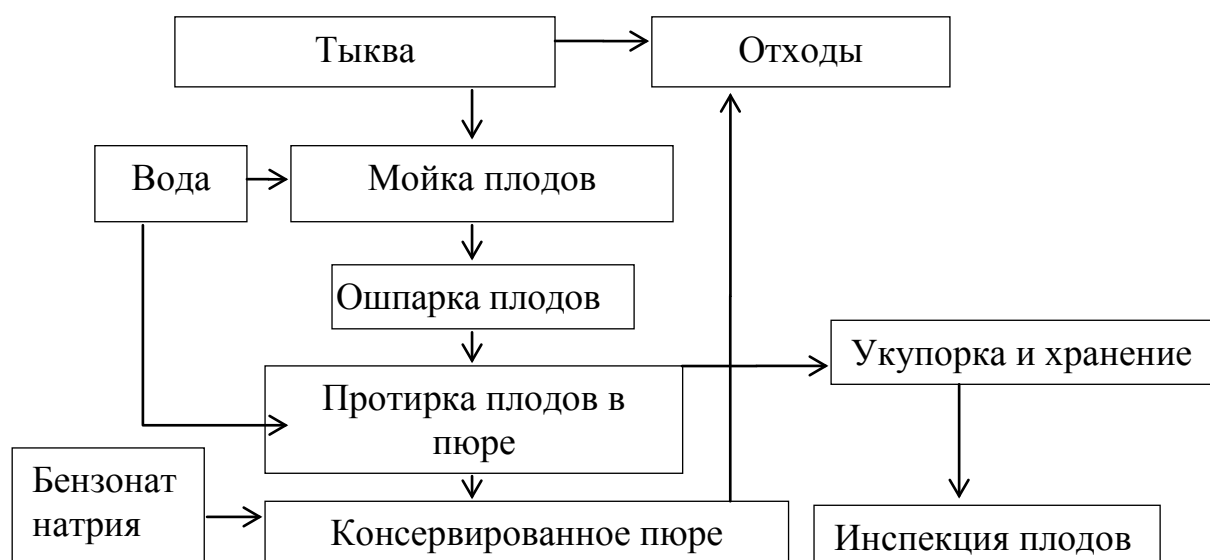 Тыква
Отходы
Вода
Мойка плодов
Ошпарка плодов
Укупорка и хранение
Протирка плодов в
пюре
Бензонат
натрия
Консервированное пюре
Инспекция плодов